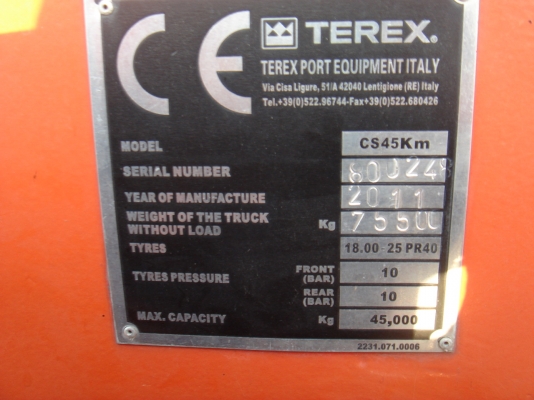 CE TEREX®
TEREX PORT EQUIPMENT ITALY
Via Cisa Ligure, 51/A 42040 Lentigione (RE) Italy
Tel.+39(0)522.96744-Fax+39(0)522.680426
MODEL CS45Km
SERIAL NUMBER 800248
YEAR OF MANUFACTURE 2011
WEIGHT OF THE TRUCK
WITHOUT LOAD Kg 75500
TYRES 18.00-25 PR40
TYRES PRESSURE FRONT (BAR) 10
REAR (BAR) 10
MAX. CAPACITY Kg 45,000
2231.071.0006